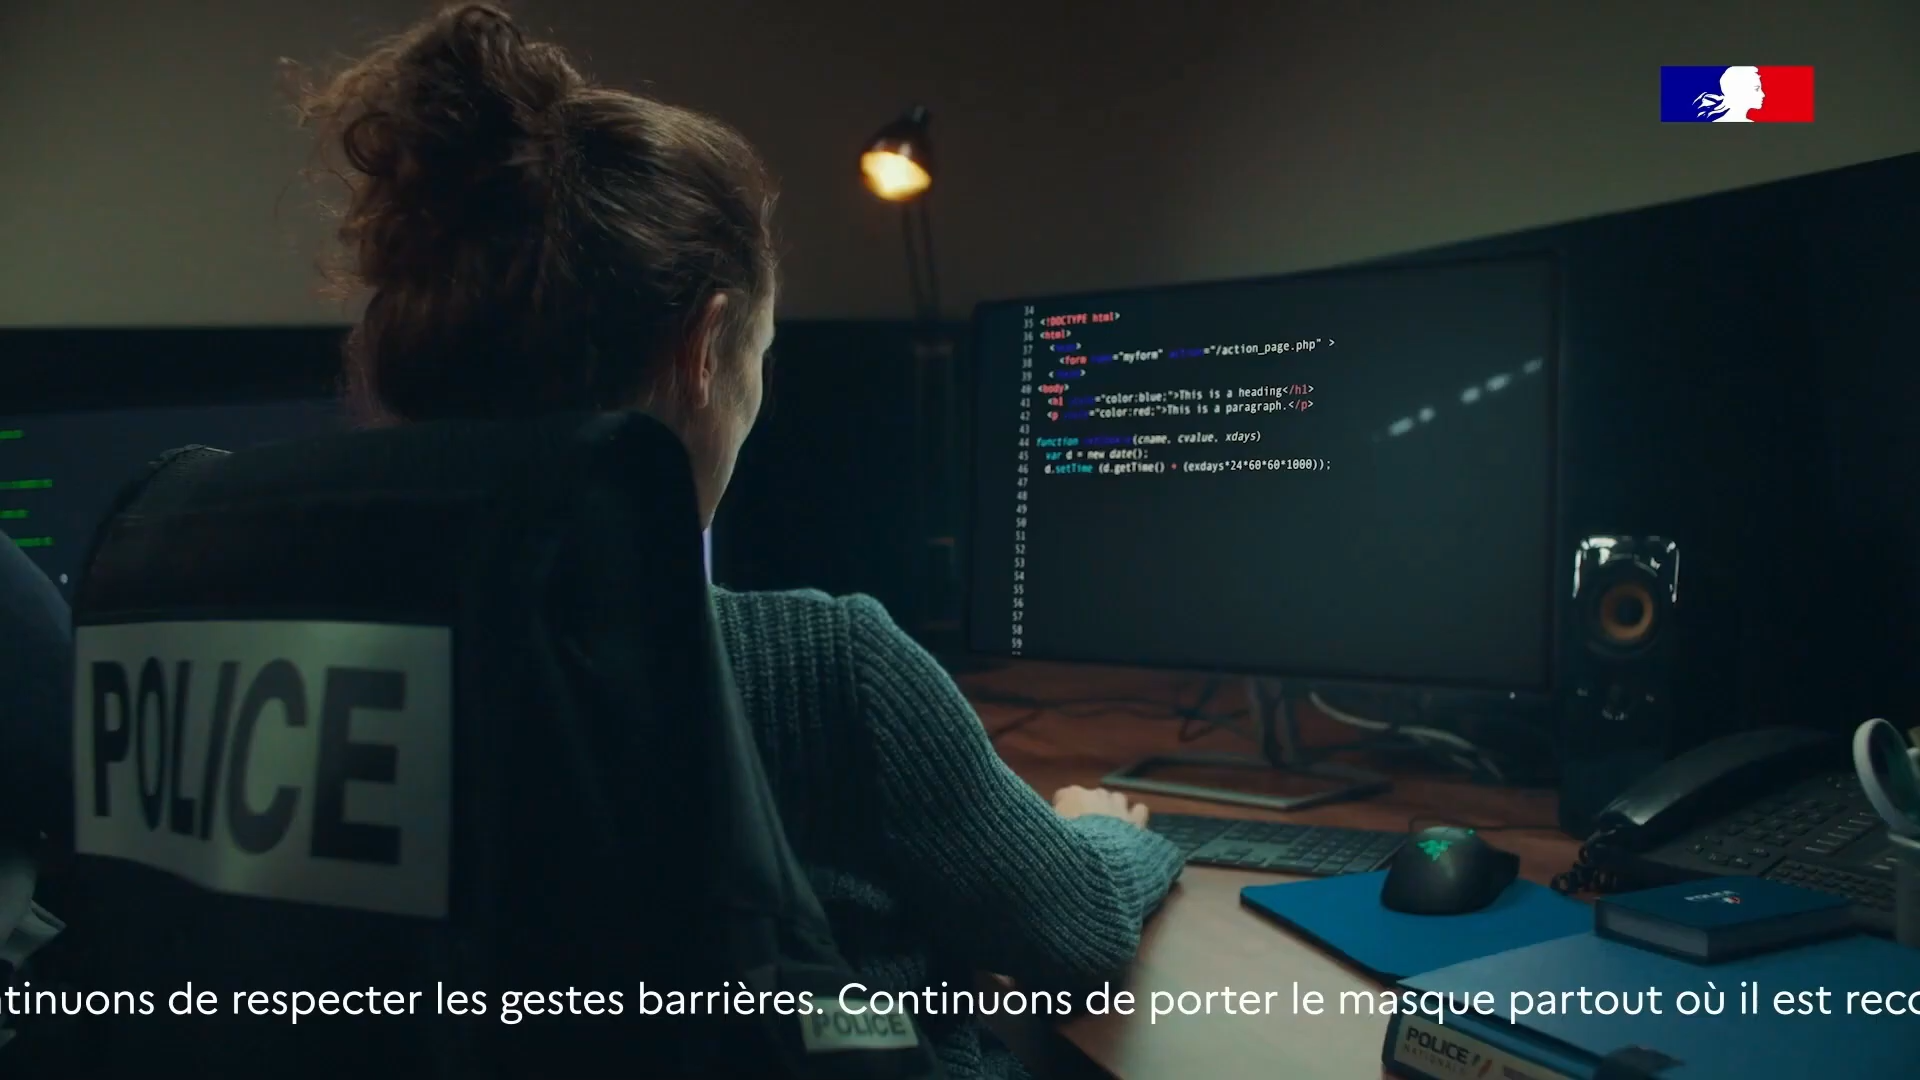 34
35 <!DOCTYPE html>
36 <html>
37
38 <form ="myform" ="/action_page.php" >
39 < >
40 <body>
41 <h1 ="color:blue;">This is a heading</h1>
42 <p ="color:red;">This is a paragraph.</p>
43
44 function (cname, cvalue, xdays)
45 var d = new date();
46 d.setTime (d.getTime() + (exdays*24*60*60*1000));
47
48
49
50
51
52
53
54
55
56
57
58
59
POLICE
tinuons de respecter les gestes barrières. Continuons de porter le masque partout où il est reco
POLICE
POLICE
NATIONALE